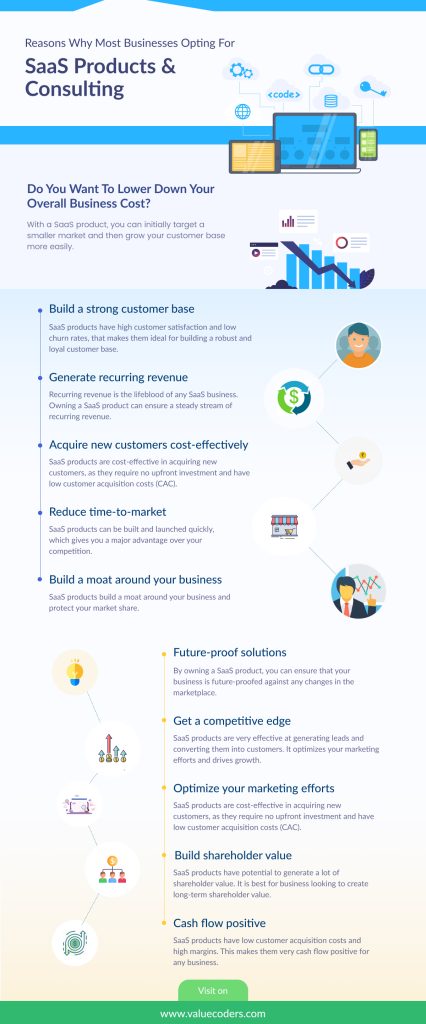 Reasons Why Most Businesses Opting For
SaaS Products &
Consulting
<code>
Do You Want To Lower Down Your
Overall Business Cost?
With a SaaS product, you can initially target a
smaller market and then grow your customer base
more easily.
Build a strong customer base
SaaS products have high customer satisfaction and low
churn rates, that makes them ideal for building a robust and
loyal customer base.
Generate recurring revenue
Recurring revenue is the lifeblood of any SaaS business.
Owning a SaaS product can ensure a steady stream of
recurring revenue.
Acquire new customers cost-effectively
SaaS products are cost-effective in acquiring new
customers, as they require no upfront investment and have
low customer acquisition costs (CAC).
Reduce time-to-market
SaaS products can be built and launched quickly,
which gives you a major advantage over your
competition.
Build a moat around your business
SaaS products build a moat around your business and
protect your market share.
Future-proof solutions
By owning a SaaS product, you can ensure that your
business is future-proofed against any changes in the
marketplace.
Get a competitive edge
SaaS products are very effective at generating leads and
converting them into customers. It optimizes your marketing
efforts and drives growth.
Optimize your marketing efforts
SaaS products are cost-effective in acquiring new
customers, as they require no upfront investment and have
low customer acquisition costs (CAC).
Build shareholder value
SaaS products have potential to generate a lot of
shareholder value. It is best for business looking to create
long-term shareholder value.
Cash flow positive
SaaS products have low customer acquisition costs and
high margins. This makes them very cash flow positive for
any business.
Visit on
www.valuecoders.com